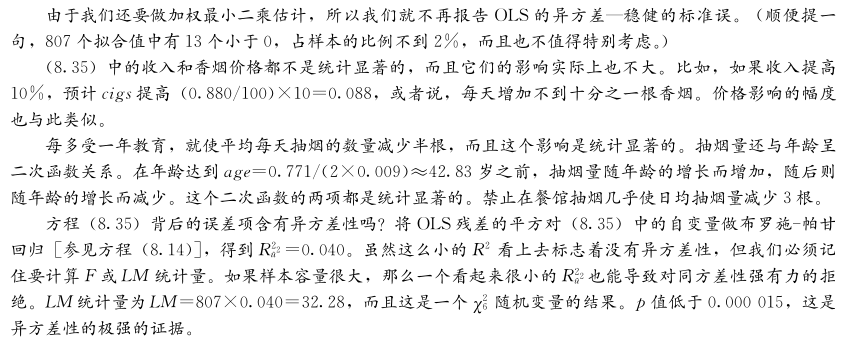 由于我们还要做加权最小二乘估计，所以我们就不再报告 OLS 的异方差—稳健的标准误。（顺便提一
句，807 个拟合值中有 13 个小于 0，占样本的比例不到 2%，而且也不值得特别考虑。）
（8.35）中的收入和香烟价格都不是统计显著的，而且它们的影响实际上也不大。比如，如果收入提高
10%，预计 cigs 提高（0.880/100）×10=0.088，或者说，每天增加不到十分之一根香烟。价格影响的幅度
也与此类似。
每多受一年教育，就使平均每天抽烟的数量减少半根，而且这个影响是统计显著的。抽烟量还与年龄呈
二次函数关系。在年龄达到 age=0.771/(2×0.009)≈42.83 岁之前，抽烟量随年龄的增长而增加，随后则
随年龄的增长而减少。这个二次函数的两项都是统计显著的。禁止在餐馆抽烟几乎使日均抽烟量减少 3 根。
方程（8.35）背后的误差项含有异方差性吗？将 OLS 残差的平方对（8.35）中的自变量做布罗施-帕甘
回归［参见方程（8.14）］，得到 R²_{û²}=0.040。虽然这么小的 R² 看上去标志着没有异方差性，但我们必须记
住要计算 F 或 LM 统计量。如果样本容量很大，那么一个看起来很小的 R²_{û²} 也能导致对同方差性强有力的拒
绝。LM 统计量为 LM=807×0.040=32.28，而且这是一个 χ²₆ 随机变量的结果。p 值低于 0.000 015，这是
异方差性的极强的证据。